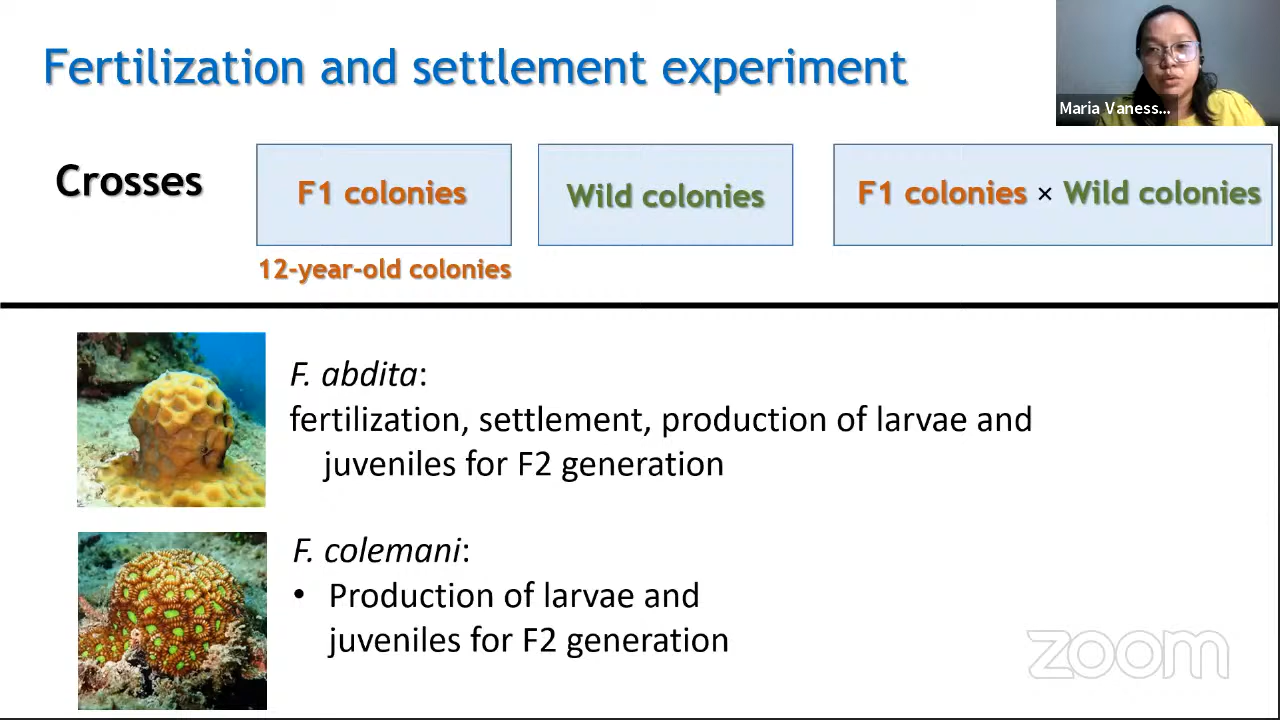 Fertilization and settlement experiment
Maria Vaness...
Crosses
F1 colonies
Wild colonies
F1 colonies × Wild colonies
12-year-old colonies
F. abdita:
fertilization, settlement, production of larvae and
juveniles for F2 generation
F. colemani:
• Production of larvae and
juveniles for F2 generation
zoom